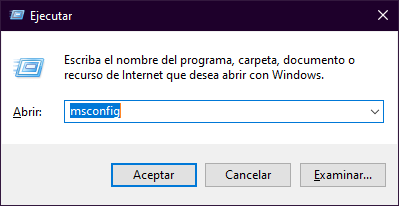 Ejecutar
Escriba el nombre del programa, carpeta, documento o
recurso de Internet que desea abrir con Windows.
Abrir: msconfig
Aceptar Cancelar Examinar...